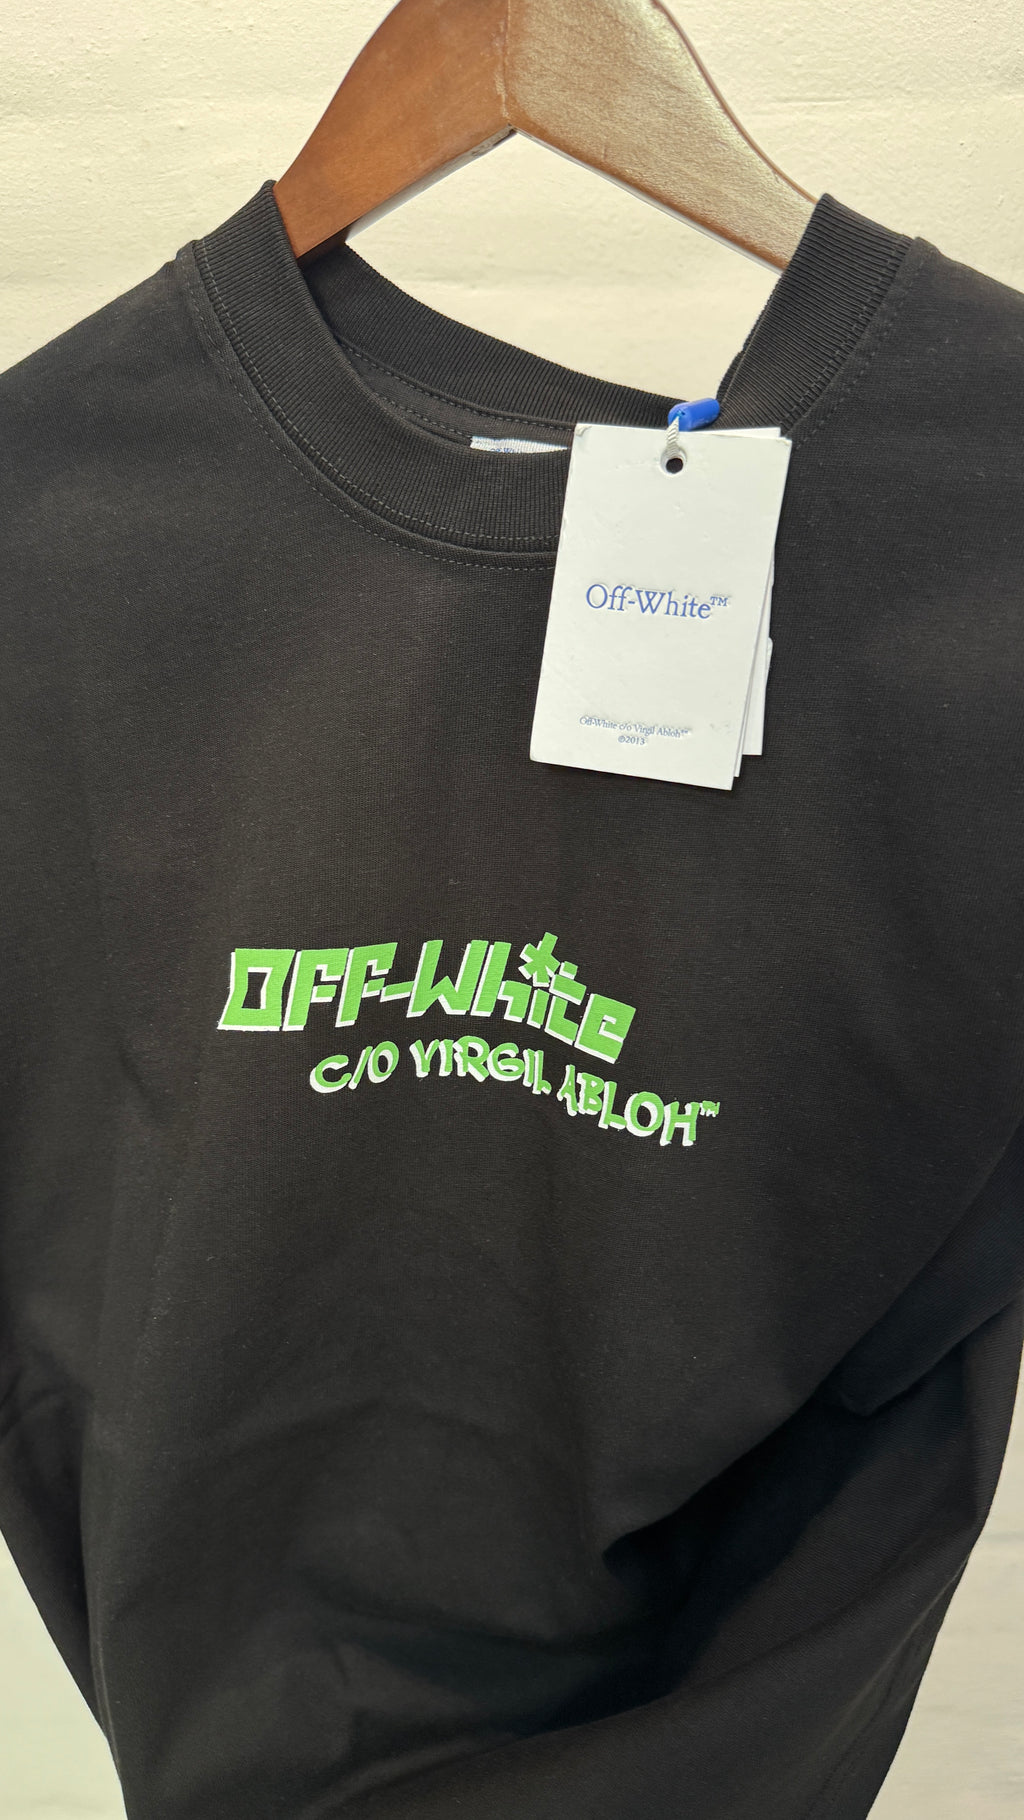 Off-White™
Off-White c/o Virgil Abloh™
©2013
OFF-White
C/O VIRGIL ABLOH™